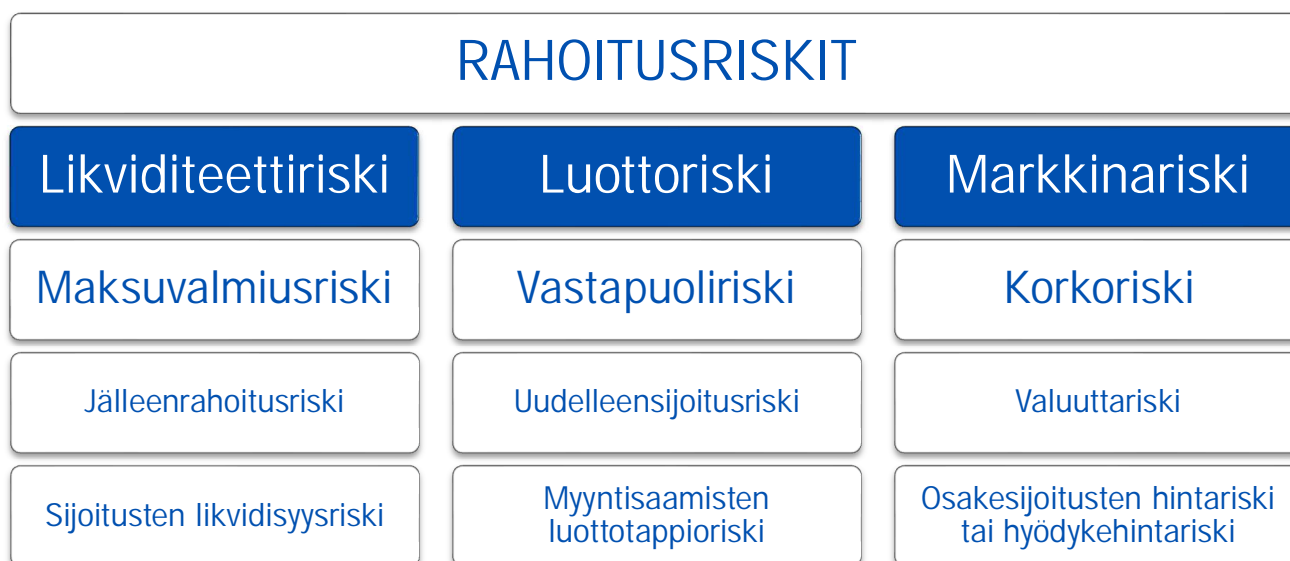 RAHOITUSRISKIT
Likviditeettiriski
Luottoriski
Markkinariski
Maksuvalmiusriski
Vastapuoliriski
Korkoriski
Jälleenrahoitusriski
Uudelleensijoitusriski
Valuuttariski
Sijoitusten likvidisyysriski
Myyntisaamisten
luottotappioriski
Osakesijoitusten hintariski
tai hyödykehintariski